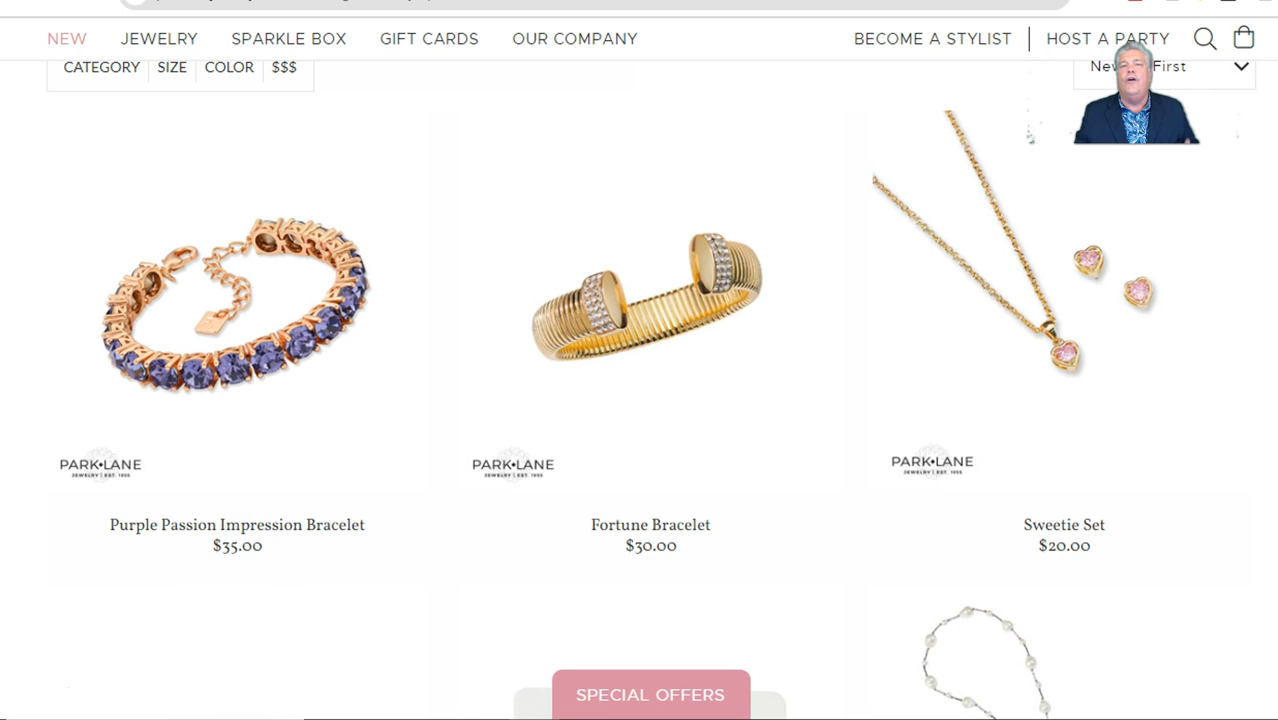 NEW JEWELRY SPARKLE BOX GIFT CARDS OUR COMPANY BECOME A STYLIST HOST A PARTY
CATEGORY SIZE COLOR $$$ First
PARK LANE
JEWELRY | EST. 1955
PARK LANE
JEWELRY | EST. 1955
PARK LANE
JEWELRY | EST. 1955
Purple Passion Impression Bracelet
$35.00
Fortune Bracelet
$30.00
Sweetie Set
$20.00
SPECIAL OFFERS